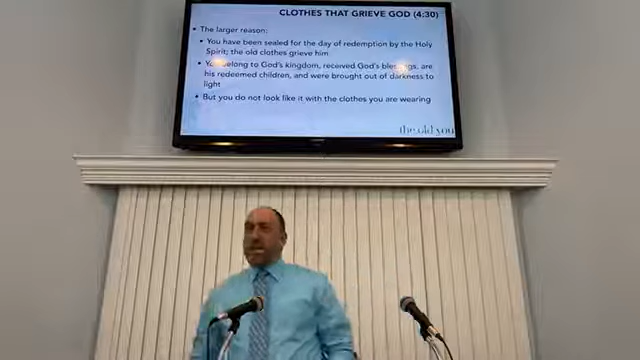 CLOTHES THAT GRIEVE GOD (4:30)
• The larger reason:
• You have been sealed for the day of redemption by the Holy
Spirit; the old clothes grieve him
• You belong to God's kingdom, received God's blessings, are
his redeemed children, and were brought out of darkness to
light
• But you do not look like it with the clothes you are wearing
the old you